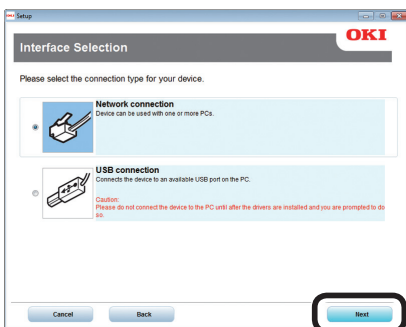 OKI Setup
Interface Selection
OKI
Please select the connection type for your device.
Network connection
Device can be used with one or more PCs.
USB connection
Connects the device to an available USB port on the PC.
Caution:
Please do not connect the device to the PC until after the drivers are installed and you are prompted to do
so.
Cancel Back Next